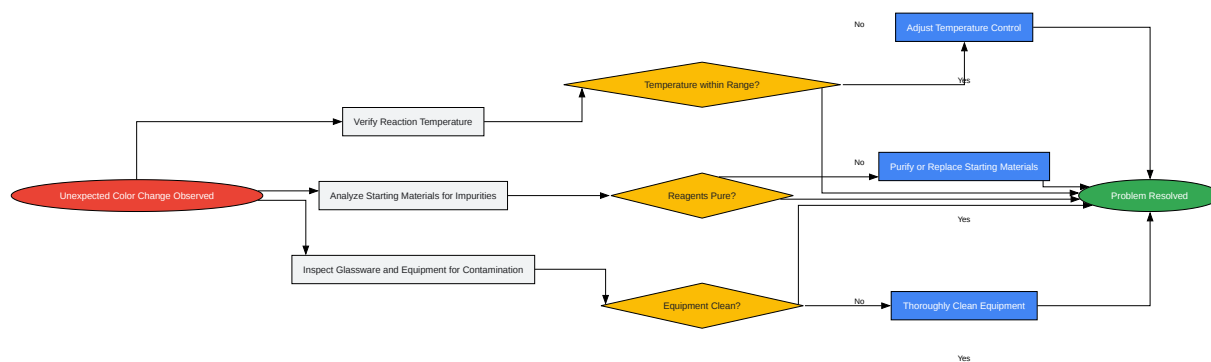 No
Adjust Temperature Control
Temperature within Range?
Yes
Verify Reaction Temperature
No
Purify or Replace Starting Materials
Unexpected Color Change Observed
Analyze Starting Materials for Impurities
Reagents Pure?
Problem Resolved
Yes
Inspect Glassware and Equipment for Contamination
Equipment Clean?
No
Thoroughly Clean Equipment
Yes